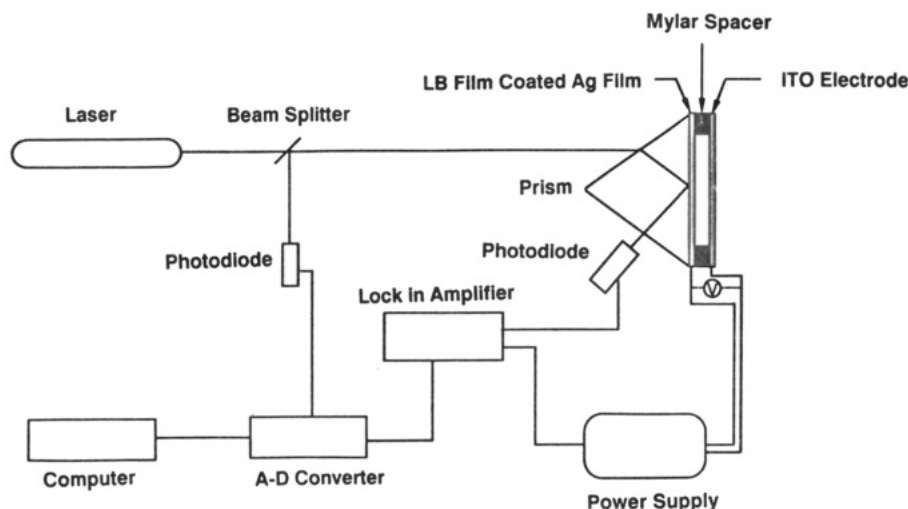 Mylar Spacer
LB Film Coated Ag Film
ITO Electrode
Laser
Beam Splitter
Prism
Photodiode
Photodiode
Lock in Amplifier
V
Computer
A-D Converter
Power Supply